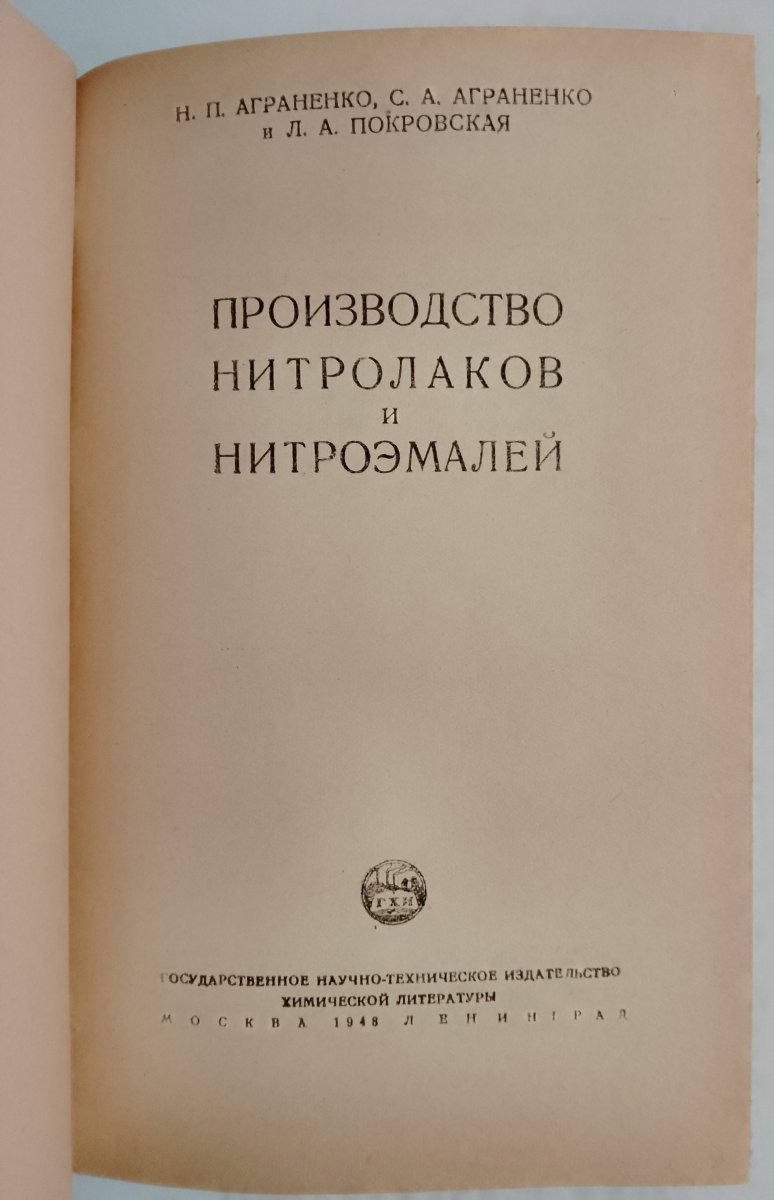 Н. П. АГРАНЕНКО, С. А. АГРАНЕНКО
и Л. А. ПОКРОВСКАЯ
ПРОИЗВОДСТВО
НИТРОЛАКОВ
И
НИТРОЭМАЛЕЙ
ГХИ
ГОСУДАРСТВЕННОЕ НАУЧНО-ТЕХНИЧЕСКОЕ ИЗДАТЕЛЬСТВО
ХИМИЧЕСКОЙ ЛИТЕРАТУРЫ
МОСКВА 1948 ЛЕНИНГРАД